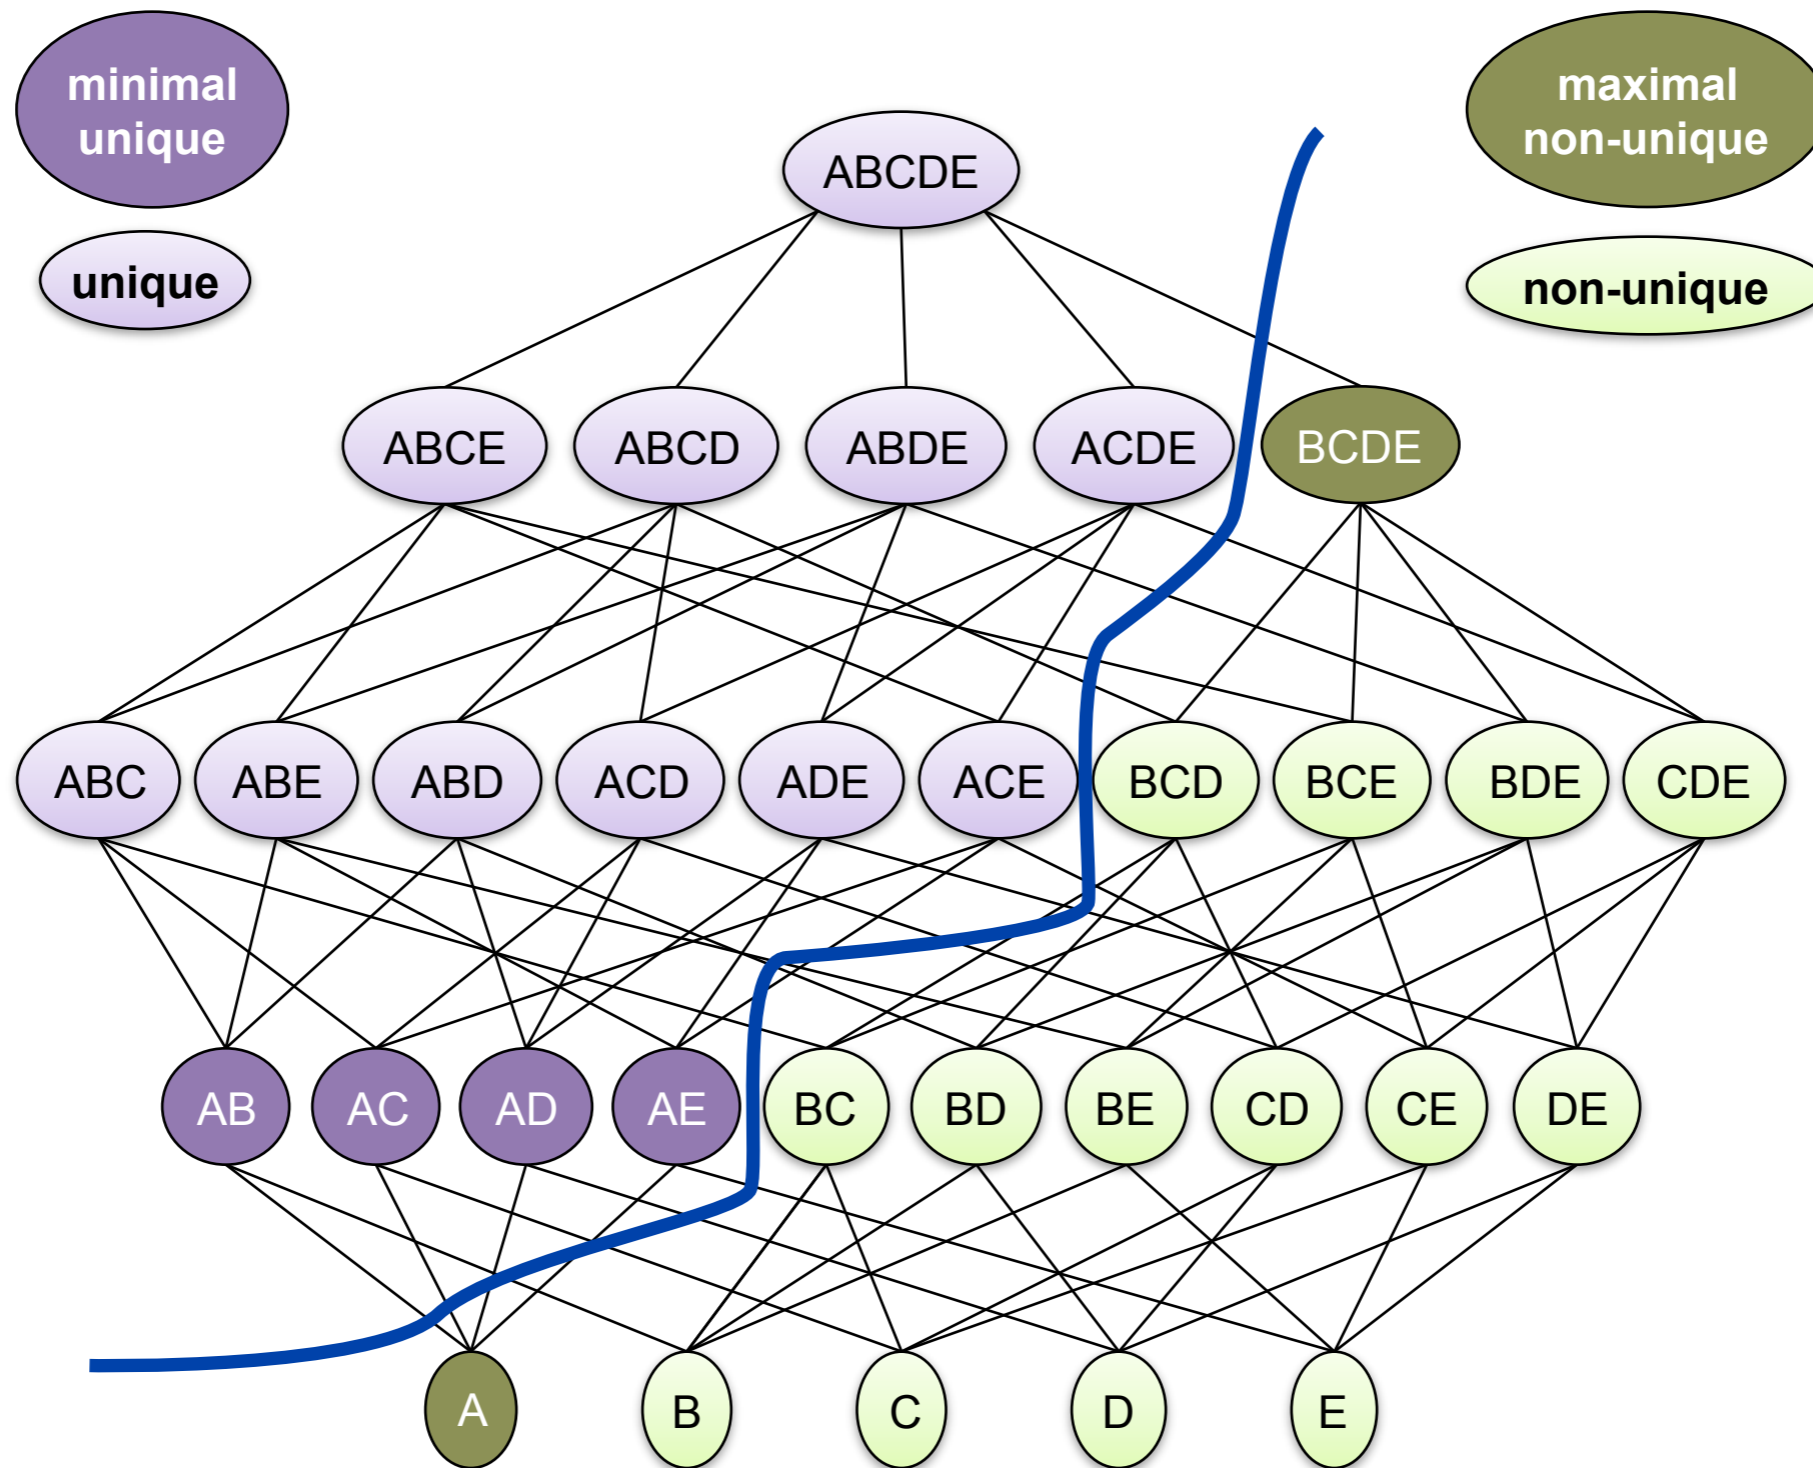 minimal
unique
maximal
non-unique
ABCDE
unique
non-unique
ABCE ABCD ABDE ACDE BCDE
ABC ABE ABD ACD ADE ACE BCD BCE BDE CDE
AB AC AD AE BC BD BE CD CE DE
A B C D E